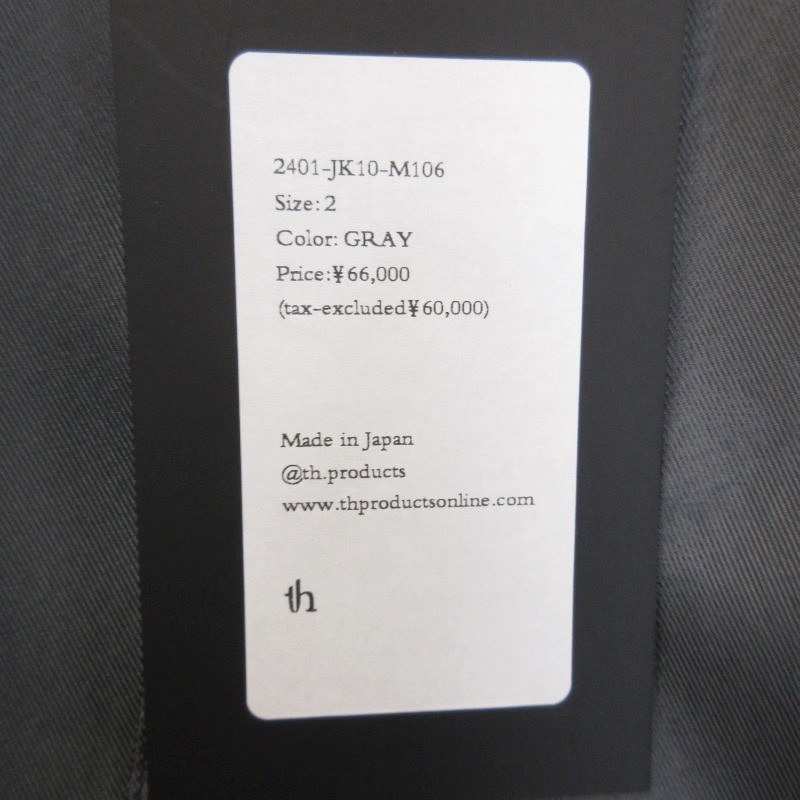 2401-JK10-M106
Size:2
Color: GRAY
Price:¥66,000
(tax-excluded¥60,000)
Made in Japan
@th.products
www.thproductsonline.com
th